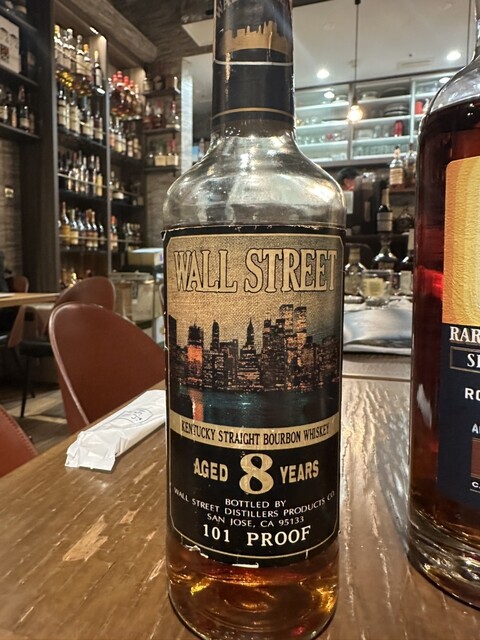 WALL STREET
KENTUCKY STRAIGHT BOURBON WHISKEY
AGED 8 YEARS
BOTTLED BY
WALL STREET DISTILLERS PRODUCTS CO
SAN JOSE, CA 95133
101 PROOF
RAR